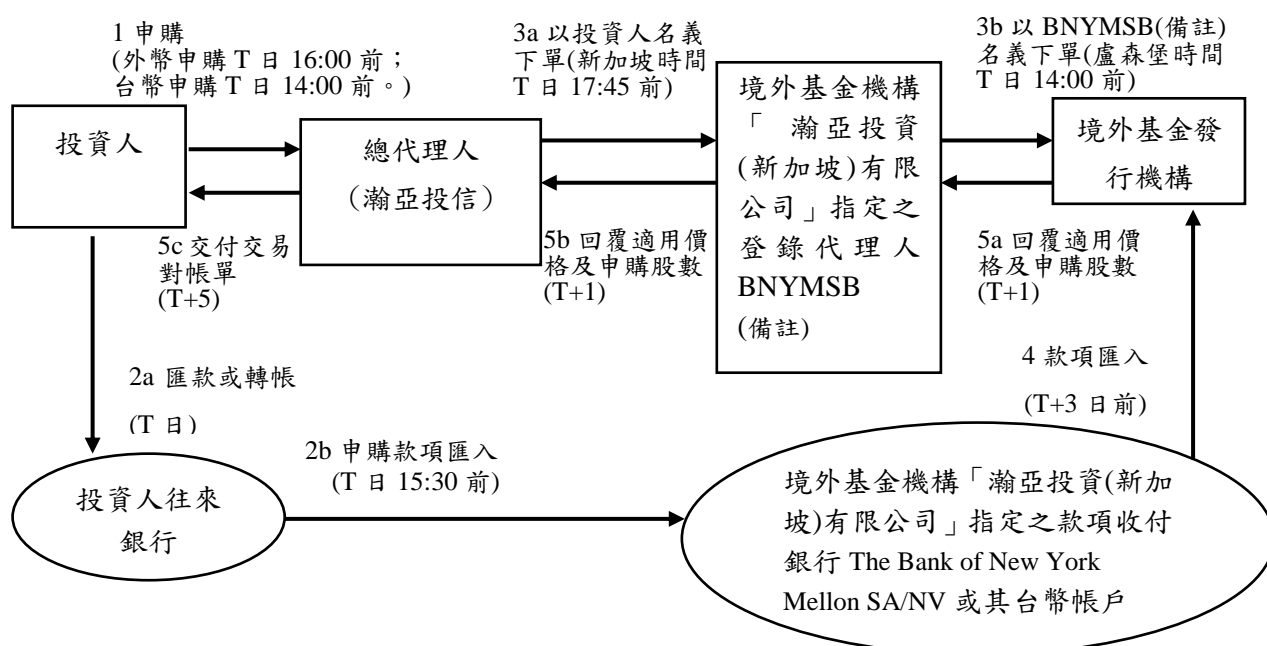 1 申購
(外幣申購 T 日 16:00 前；
台幣申購 T 日 14:00 前。)
3a 以投資人名義
下單(新加坡時間
T 日 17:45 前)
3b 以 BNYMSB(備註)
名義下單(盧森堡時間
T 日 14:00 前)
投資人
總代理人
（瀚亞投信）
境外基金機構
「 瀚亞投資
(新加坡)有限
公司」指定之
登錄代理人
BNYMSB
(備註)
境外基金發
行機構
5c 交付交易
對帳單
(T+5)
5b 回覆適用價
格及申購股數
(T+1)
5a 回覆適用價
格及申購股數
(T+1)
2a 匯款或轉帳
(T 日)
4 款項匯入
(T+3 日前)
2b 申購款項匯入
(T 日 15:30 前)
投資人往來
銀行
境外基金機構「瀚亞投資(新加
坡)有限公司」指定之款項收付
銀行 The Bank of New York
Mellon SA/NV 或其台幣帳戶